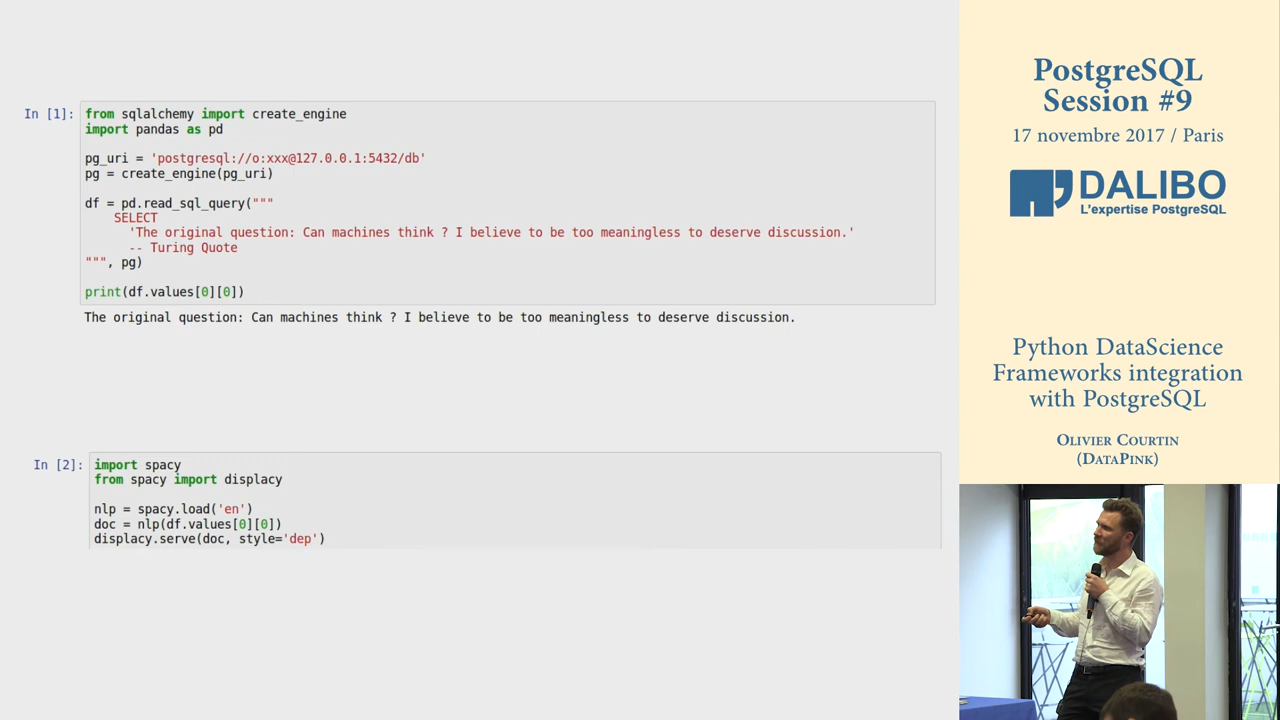 In [1]:
from sqlalchemy import create_engine
import pandas as pd
pg_uri = 'postgresql://o:xxx@127.0.0.1:5432/db'
pg = create_engine(pg_uri)
df = pd.read_sql_query("""
SELECT
'The original question: Can machines think ? I believe to be too meaningless to deserve discussion.'
-- Turing Quote
""", pg)
print(df.values[0][0])
The original question: Can machines think ? I believe to be too meaningless to deserve discussion.
In [2]:
import spacy
from spacy import displacy
nlp = spacy.load('en')
doc = nlp(df.values[0][0])
displacy.serve(doc, style='dep')
PostgreSQL
Session #9
17 novembre 2017 / Paris
DALIBO
L'expertise PostgreSQL
Python DataScience
Frameworks integration
with PostgreSQL
Olivier Courtin
(DataPink)